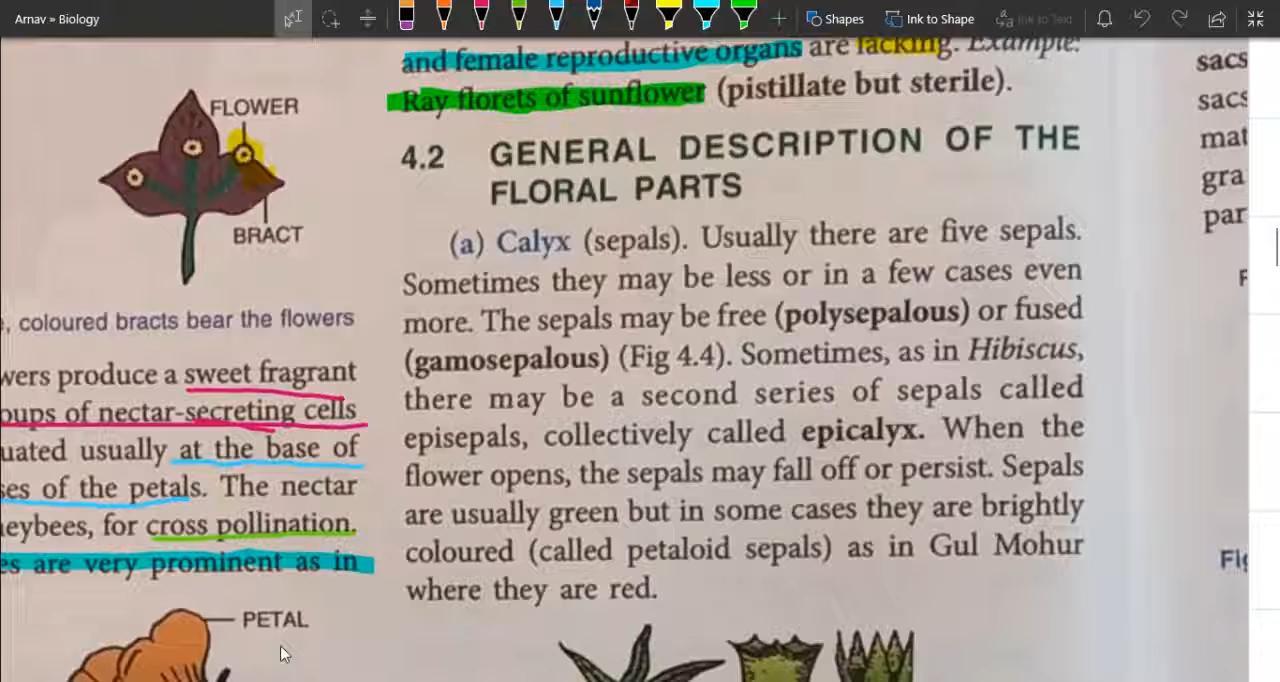 Arnav » Biology
Shapes
Ink to Shape
Ink to Text
FLOWER
BRACT
, coloured bracts bear the flowers
wers produce a sweet fragrant
oups of nectar-secreting cells
uated usually at the base of
ses of the petals. The nectar
neybees, for cross pollination.
es are very prominent as in
PETAL
and female reproductive organs are lacking. Example:
Ray florets of sunflower (pistillate but sterile).
4.2 GENERAL DESCRIPTION OF THE
FLORAL PARTS
(a) Calyx (sepals). Usually there are five sepals.
Sometimes they may be less or in a few cases even
more. The sepals may be free (polysepalous) or fused
(gamosepalous) (Fig 4.4). Sometimes, as in Hibiscus,
there may be a second series of sepals called
episepals, collectively called epicalyx. When the
flower opens, the sepals may fall off or persist. Sepals
are usually green but in some cases they are brightly
coloured (called petaloid sepals) as in Gul Mohur
where they are red.
sacs
sacs
mat
gra
par
F
Fig